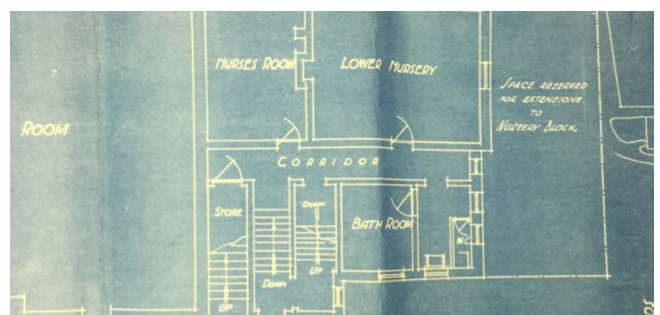 NURSES ROOM
LOWER NURSERY
SPACE RESERVED
FOR EXTENSIONS
TO
NURSERY BLOCK
ROOM
CORRIDOR
STORE
DOWN
BATH ROOM
W.C.
UP
DOWN
UP